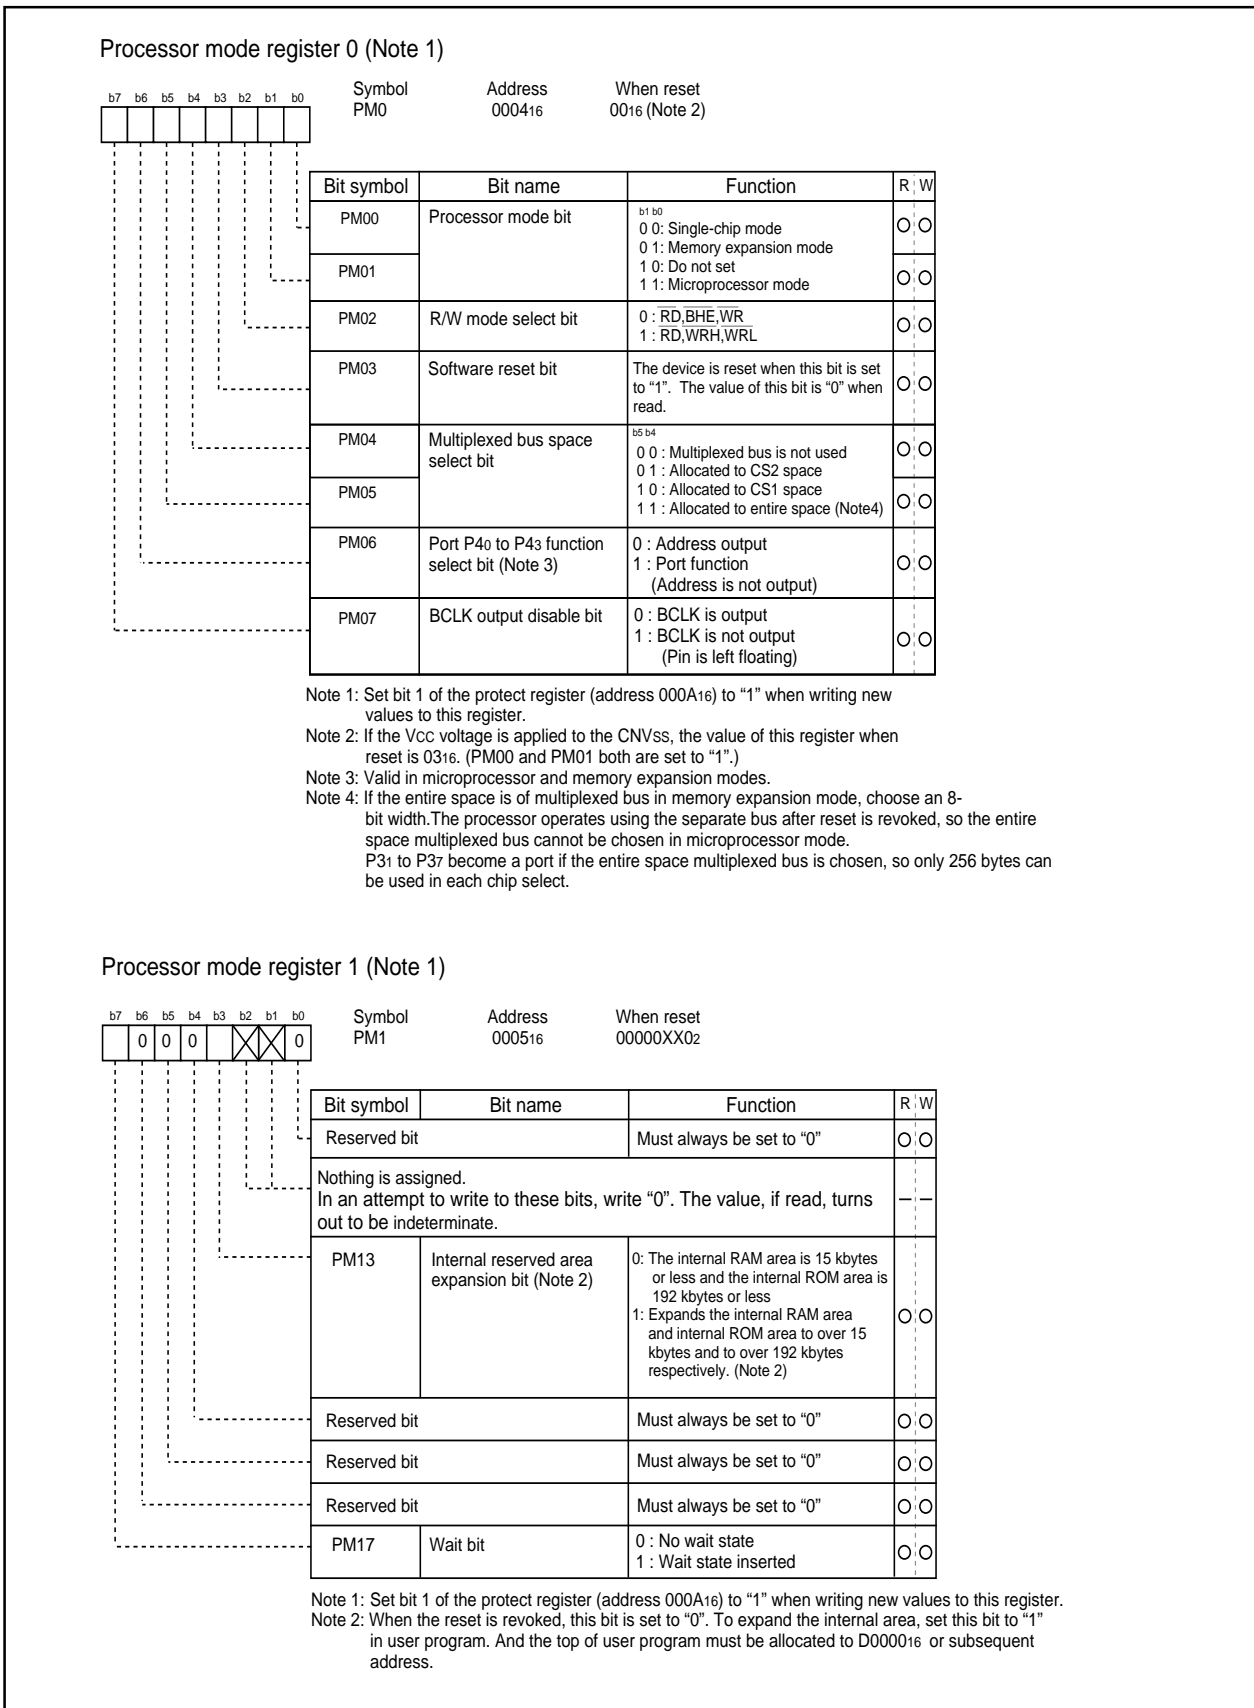 Processor mode register 0 (Note 1)
Symbol Address When reset
b7 b6 b5 b4 b3 b2 b1 b0
PM0 000416 0016 (Note 2)
Bit symbol Bit name Function R W
PM00 Processor mode bit b1 b0
0 0: Single-chip mode
0 1: Memory expansion mode
PM01 1 0: Do not set
1 1: Microprocessor mode
PM02 R/W mode select bit 0 : RD,BHE,WR
1 : RD,WRH,WRL
PM03 Software reset bit The device is reset when this bit is set
to “1”. The value of this bit is “0” when
read.
PM04 Multiplexed bus space b5 b4
select bit 0 0 : Multiplexed bus is not used
0 1 : Allocated to CS2 space
PM05 1 0 : Allocated to CS1 space
1 1 : Allocated to entire space (Note4)
PM06 Port P40 to P43 function 0 : Address output
select bit (Note 3) 1 : Port function
(Address is not output)
PM07 BCLK output disable bit 0 : BCLK is output
1 : BCLK is not output
(Pin is left floating)
Note 1: Set bit 1 of the protect register (address 000A16) to “1” when writing new
values to this register.
Note 2: If the VCC voltage is applied to the CNVSS, the value of this register when
reset is 0316. (PM00 and PM01 both are set to “1”.)
Note 3: Valid in microprocessor and memory expansion modes.
Note 4: If the entire space is of multiplexed bus in memory expansion mode, choose an 8-
bit width.The processor operates using the separate bus after reset is revoked, so the entire
space multiplexed bus cannot be chosen in microprocessor mode.
P31 to P37 become a port if the entire space multiplexed bus is chosen, so only 256 bytes can
be used in each chip select.
Processor mode register 1 (Note 1)
Symbol Address When reset
b7 b6 b5 b4 b3 b2 b1 b0
0 0 0 0 PM1 000516 00000XX02
Bit symbol Bit name Function R W
Reserved bit Must always be set to “0”
Nothing is assigned.
In an attempt to write to these bits, write “0”. The value, if read, turns
out to be indeterminate.
PM13 Internal reserved area 0: The internal RAM area is 15 kbytes
expansion bit (Note 2) or less and the internal ROM area is
192 kbytes or less
1: Expands the internal RAM area
and internal ROM area to over 15
kbytes and to over 192 kbytes
respectively. (Note 2)
Reserved bit Must always be set to “0”
Reserved bit Must always be set to “0”
Reserved bit Must always be set to “0”
PM17 Wait bit 0 : No wait state
1 : Wait state inserted
Note 1: Set bit 1 of the protect register (address 000A16) to “1” when writing new values to this register.
Note 2: When the reset is revoked, this bit is set to “0”. To expand the internal area, set this bit to “1”
in user program. And the top of user program must be allocated to D000016 or subsequent
address.